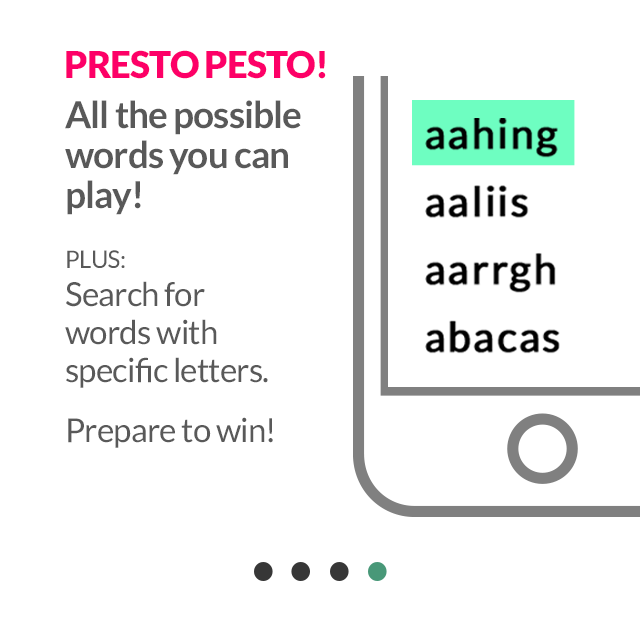 PRESTO PESTO!
All the possible
words you can
play!
PLUS:
Search for
words with
specific letters.
Prepare to win!
aahing
aaliis
aarrgh
abacas